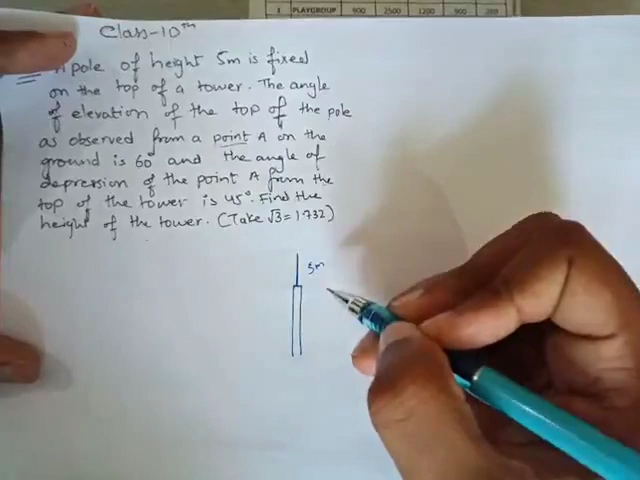 1 PLAYGROUP 900 2500 1200 900 200
Class-10th
A pole of height 5m is fixed
on the top of a tower. The angle
of elevation of the top of the pole
as observed from a point A on the
ground is 60° and the angle of
depression of the point A from the
top of the tower is 45°. Find the
height of the tower. (Take √3=1.732)
5m